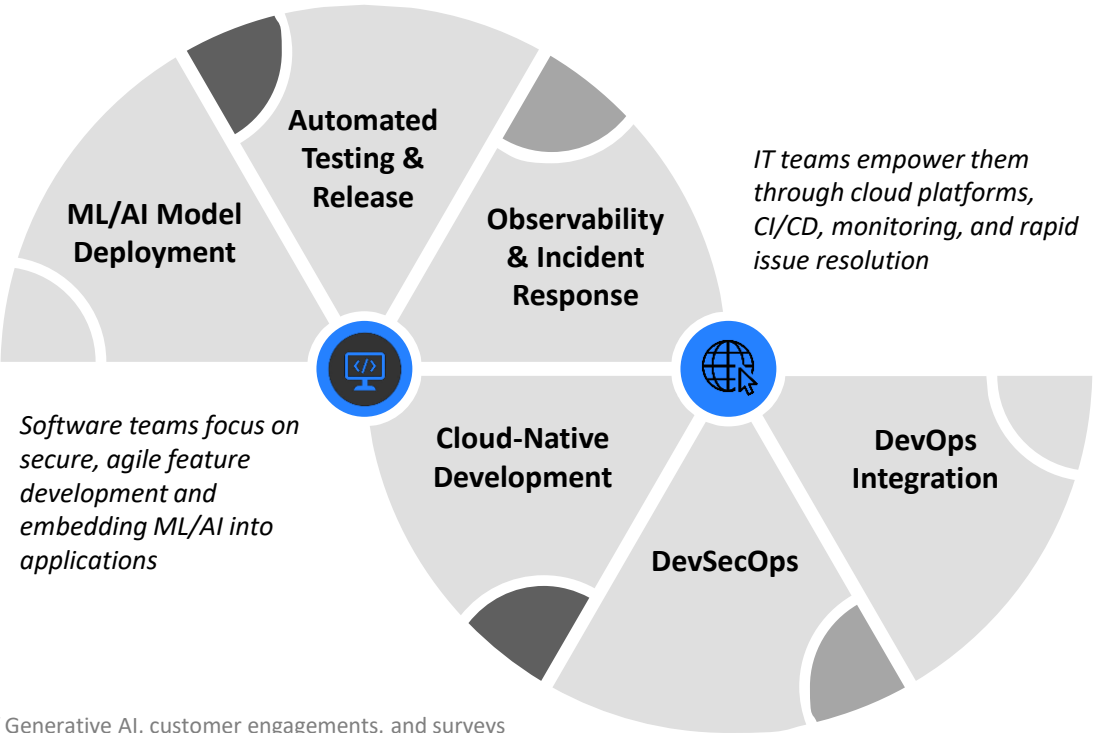 Automated
Testing &
Release
ML/AI Model
Deployment
Observability
& Incident
Response
IT teams empower them
through cloud platforms,
CI/CD, monitoring, and rapid
issue resolution
</>
Software teams focus on
secure, agile feature
development and
embedding ML/AI into
applications
Cloud-Native
Development
DevOps
Integration
DevSecOps
Generative AI, customer engagements, and surveys